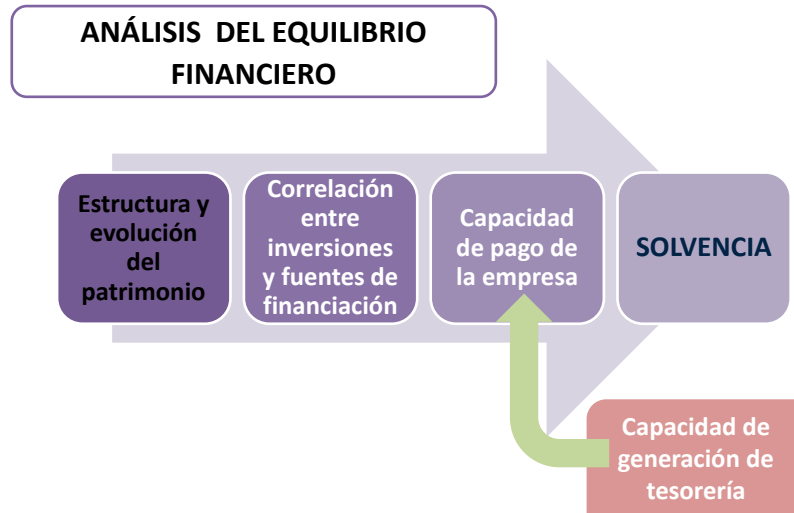 ANÁLISIS DEL EQUILIBRIO
FINANCIERO
Estructura y
evolución
del
patrimonio
Correlación
entre
inversiones
y fuentes de
financiación
Capacidad
de pago de
la empresa
SOLVENCIA
Capacidad de
generación de
tesorería